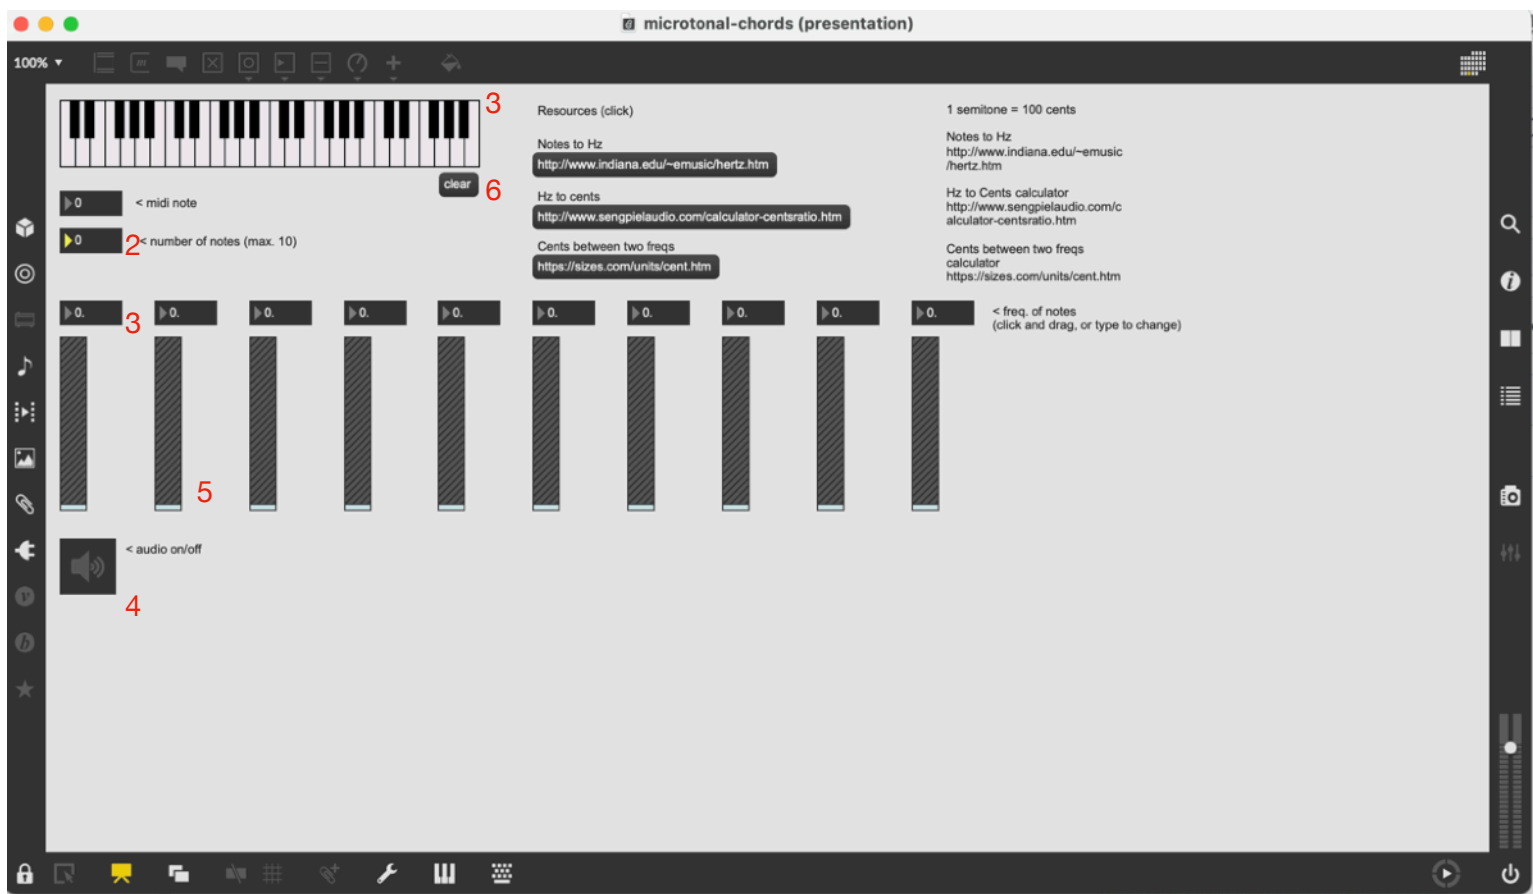 microtonal-chords (presentation)
100%
3
Resources (click)
1 semitone = 100 cents
Notes to Hz
http://www.indiana.edu/~emusic/hertz.htm
Notes to Hz
http://www.indiana.edu/~emusic
/hertz.htm
clear
6
0
< midi note
Hz to cents
http://www.sengpielaudio.com/calculator-centsratio.htm
Hz to Cents calculator
http://www.sengpielaudio.com/c
alculator-centsratio.htm
0
2
< number of notes (max. 10)
Cents between two freqs
https://sizes.com/units/cent.htm
Cents between two freqs
calculator
https://sizes.com/units/cent.htm
0.
3
0.
0.
0.
0.
0.
0.
0.
0.
0.
< freq. of notes
(click and drag, or type to change)
5
< audio on/off
4